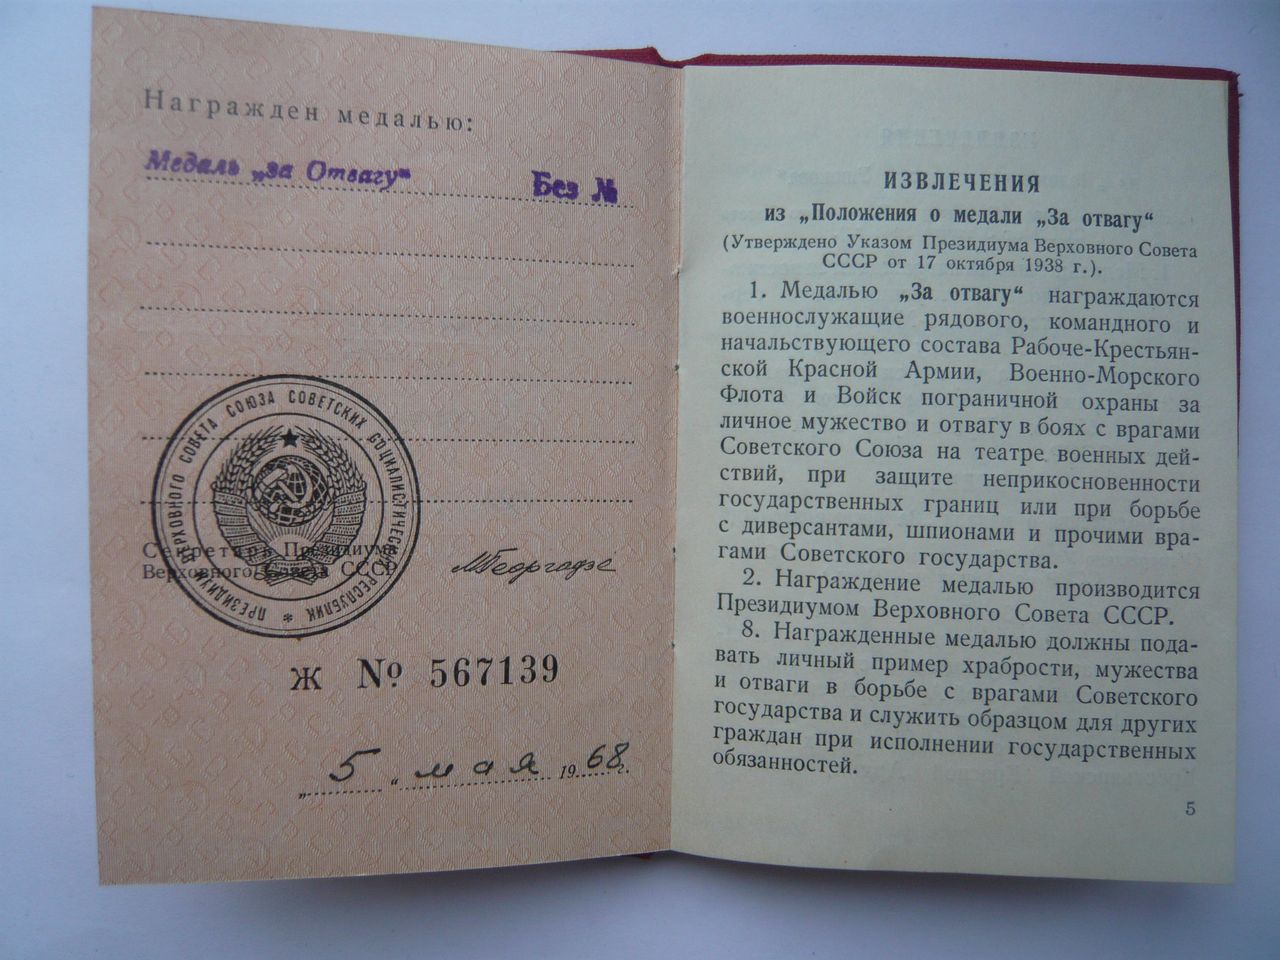 Награжден медалью:
Медаль „за Отвагу“ Без №
ПРЕЗИДИУМ ВЕРХОВНОГО СОВЕТА СОЮЗА СОВЕТСКИХ СОЦИАЛИСТИЧЕСКИХ РЕСПУБЛИК *
Секретарь Президиума
Верховного Совета СССР МГеоргадзе
Ж № 567139
„5“ мая 1968 г.
ИЗВЛЕЧЕНИЯ
из „Положения о медали „За отвагу“
(Утверждено Указом Президиума Верховного Совета
СССР от 17 октября 1938 г.).
1. Медалью „За отвагу“ награждаются
военнослужащие рядового, командного и
начальствующего состава Рабоче-Крестьян-
ской Красной Армии, Военно-Морского
Флота и Войск пограничной охраны за
личное мужество и отвагу в боях с врагами
Советского Союза на театре военных дей-
ствий, при защите неприкосновенности
государственных границ или при борьбе
с диверсантами, шпионами и прочими вра-
гами Советского государства.
2. Награждение медалью производится
Президиумом Верховного Совета СССР.
8. Награжденные медалью должны пода-
вать личный пример храбрости, мужества
и отваги в борьбе с врагами Советского
государства и служить образцом для других
граждан при исполнении государственных
обязанностей.
5